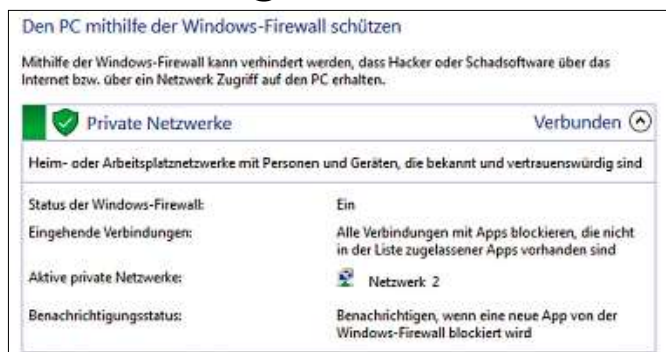 Den PC mithilfe der Windows-Firewall schützen
Mithilfe der Windows-Firewall kann verhindert werden, dass Hacker oder Schadsoftware über das
Internet bzw. über ein Netzwerk Zugriff auf den PC erhalten.
Private Netzwerke Verbunden
Heim- oder Arbeitsplatznetzwerke mit Personen und Geräten, die bekannt und vertrauenswürdig sind
Status der Windows-Firewall: Ein
Eingehende Verbindungen: Alle Verbindungen mit Apps blockieren, die nicht
in der Liste zugelassener Apps vorhanden sind
Aktive private Netzwerke: Netzwerk 2
Benachrichtigungsstatus: Benachrichtigen, wenn eine neue App von der
Windows-Firewall blockiert wird